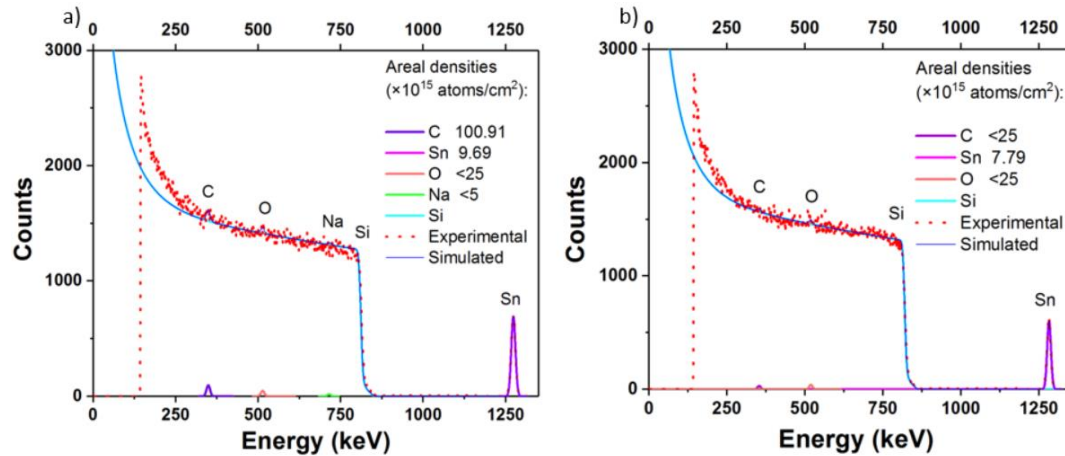 a)
0 250 500 750 1000 1250
3000
2000
1000
0
Counts
Areal densities
(×10¹⁵ atoms/cm²):
C 100.91
Sn 9.69
O <25
Na <5
Si
Experimental
Simulated
C
O
Na
Si
Sn
0 250 500 750 1000 1250
Energy (keV)
b)
0 250 500 750 1000 1250
3000
2000
1000
0
Counts
Areal densities
(×10¹⁵ atoms/cm²):
C <25
Sn 7.79
O <25
Si
Experimental
Simulated
C
O
Si
Sn
0 250 500 750 1000 1250
Energy (keV)